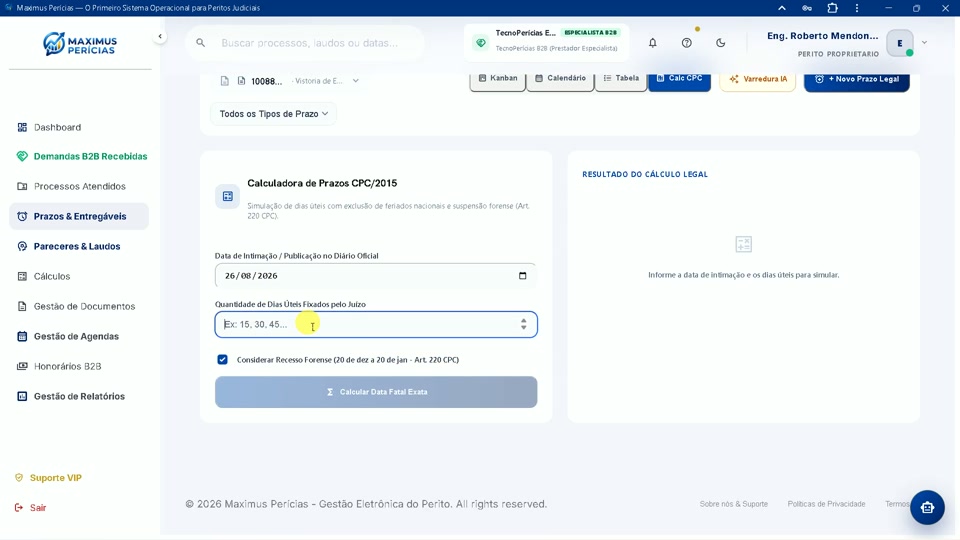 Maximus Perícias — O Primeiro Sistema Operacional para Peritos Judiciais
MAXIMUS
PERÍCIAS
Buscar processos, laudos ou datas...
TecnoPerícias E... ESPECIALISTA B2B
TecnoPerícias B2B (Prestador Especialista)
Eng. Roberto Mendon...
PERITO PROPRIETARIO
E
10088... · Vistoria de E...
Kanban
Calendário
Tabela
Calc CPC
Varredura IA
+ Novo Prazo Legal
Todos os Tipos de Prazo
Dashboard
Demandas B2B Recebidas
Processos Atendidos
Prazos & Entregáveis
Pareceres & Laudos
Cálculos
Gestão de Documentos
Gestão de Agendas
Honorários B2B
Gestão de Relatórios
Suporte VIP
Sair
Calculadora de Prazos CPC/2015
Simulação de dias úteis com exclusão de feriados nacionais e suspensão forense (Art.
220 CPC).
Data de Intimação / Publicação no Diário Oficial
26/08/2026
Quantidade de Dias Úteis Fixados pelo Juízo
Ex: 15, 30, 45...
Considerar Recesso Forense (20 de dez a 20 de jan - Art. 220 CPC)
Calcular Data Fatal Exata
RESULTADO DO CÁLCULO LEGAL
Informe a data de intimação e os dias úteis para simular.
© 2026 Maximus Perícias - Gestão Eletrônica do Perito. All rights reserved.
Sobre nós & Suporte
Políticas de Privacidade
Termos